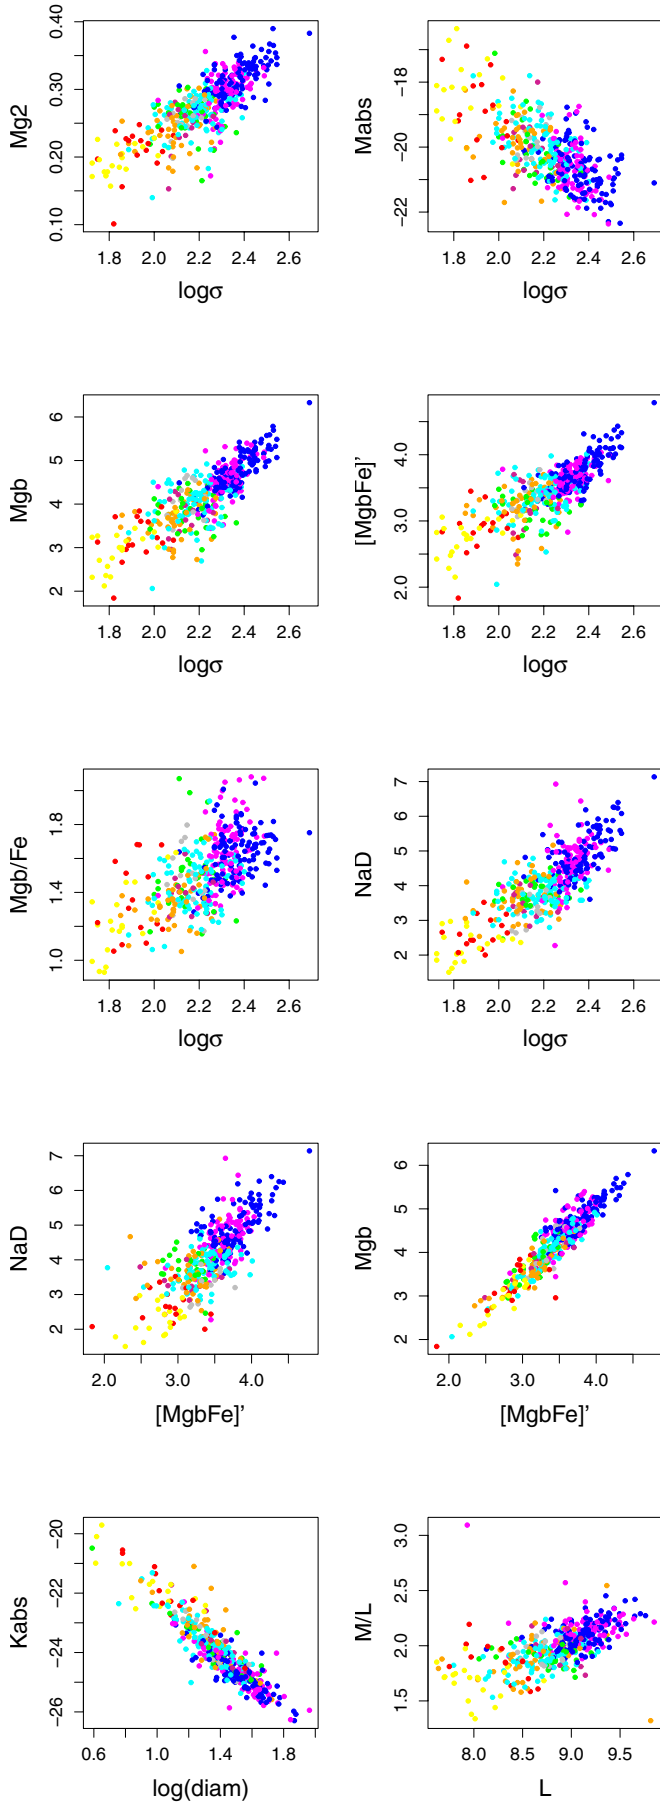 0.10 0.20 0.30 0.40
Mg2
1.8 2.0 2.2 2.4 2.6
logσ
−22 −20 −18
Mabs
1.8 2.0 2.2 2.4 2.6
logσ
2 3 4 5 6
Mgb
1.8 2.0 2.2 2.4 2.6
logσ
2.0 3.0 4.0
[MgbFe]’
1.8 2.0 2.2 2.4 2.6
logσ
1.0 1.4 1.8
Mgb/Fe
1.8 2.0 2.2 2.4 2.6
logσ
2 3 4 5 6 7
NaD
1.8 2.0 2.2 2.4 2.6
logσ
2 3 4 5 6 7
NaD
2.0 3.0 4.0
[MgbFe]’
2 3 4 5 6
Mgb
2.0 3.0 4.0
[MgbFe]’
−26 −24 −22 −20
Kabs
0.6 1.0 1.4 1.8
log(diam)
1.5 2.0 2.5 3.0
M/L
8.0 8.5 9.0 9.5
L